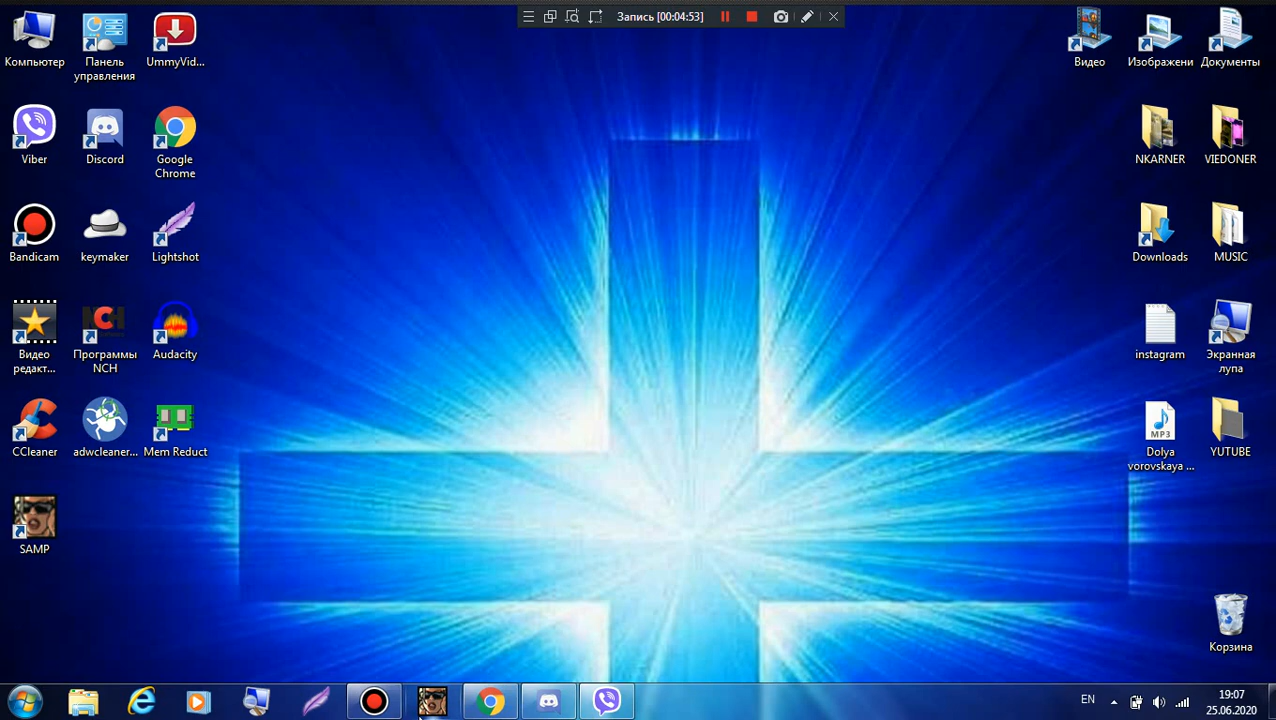 Запись [00:04:53]
Компьютер
Панель
управления
UmmyVid...
Видео
Изображени
Документы
Viber
Discord
Google
Chrome
NKARNER
VIEDONER
Bandicam
keymaker
Lightshot
Downloads
MUSIC
Видео
редакт...
Программы
NCH
Audacity
instagram
Экранная
лупа
CCleaner
adwcleaner...
Mem Reduct
MP3
Dolya
vorovskaya ...
YUTUBE
SAMP
Корзина
EN
19:07
25.06.2020